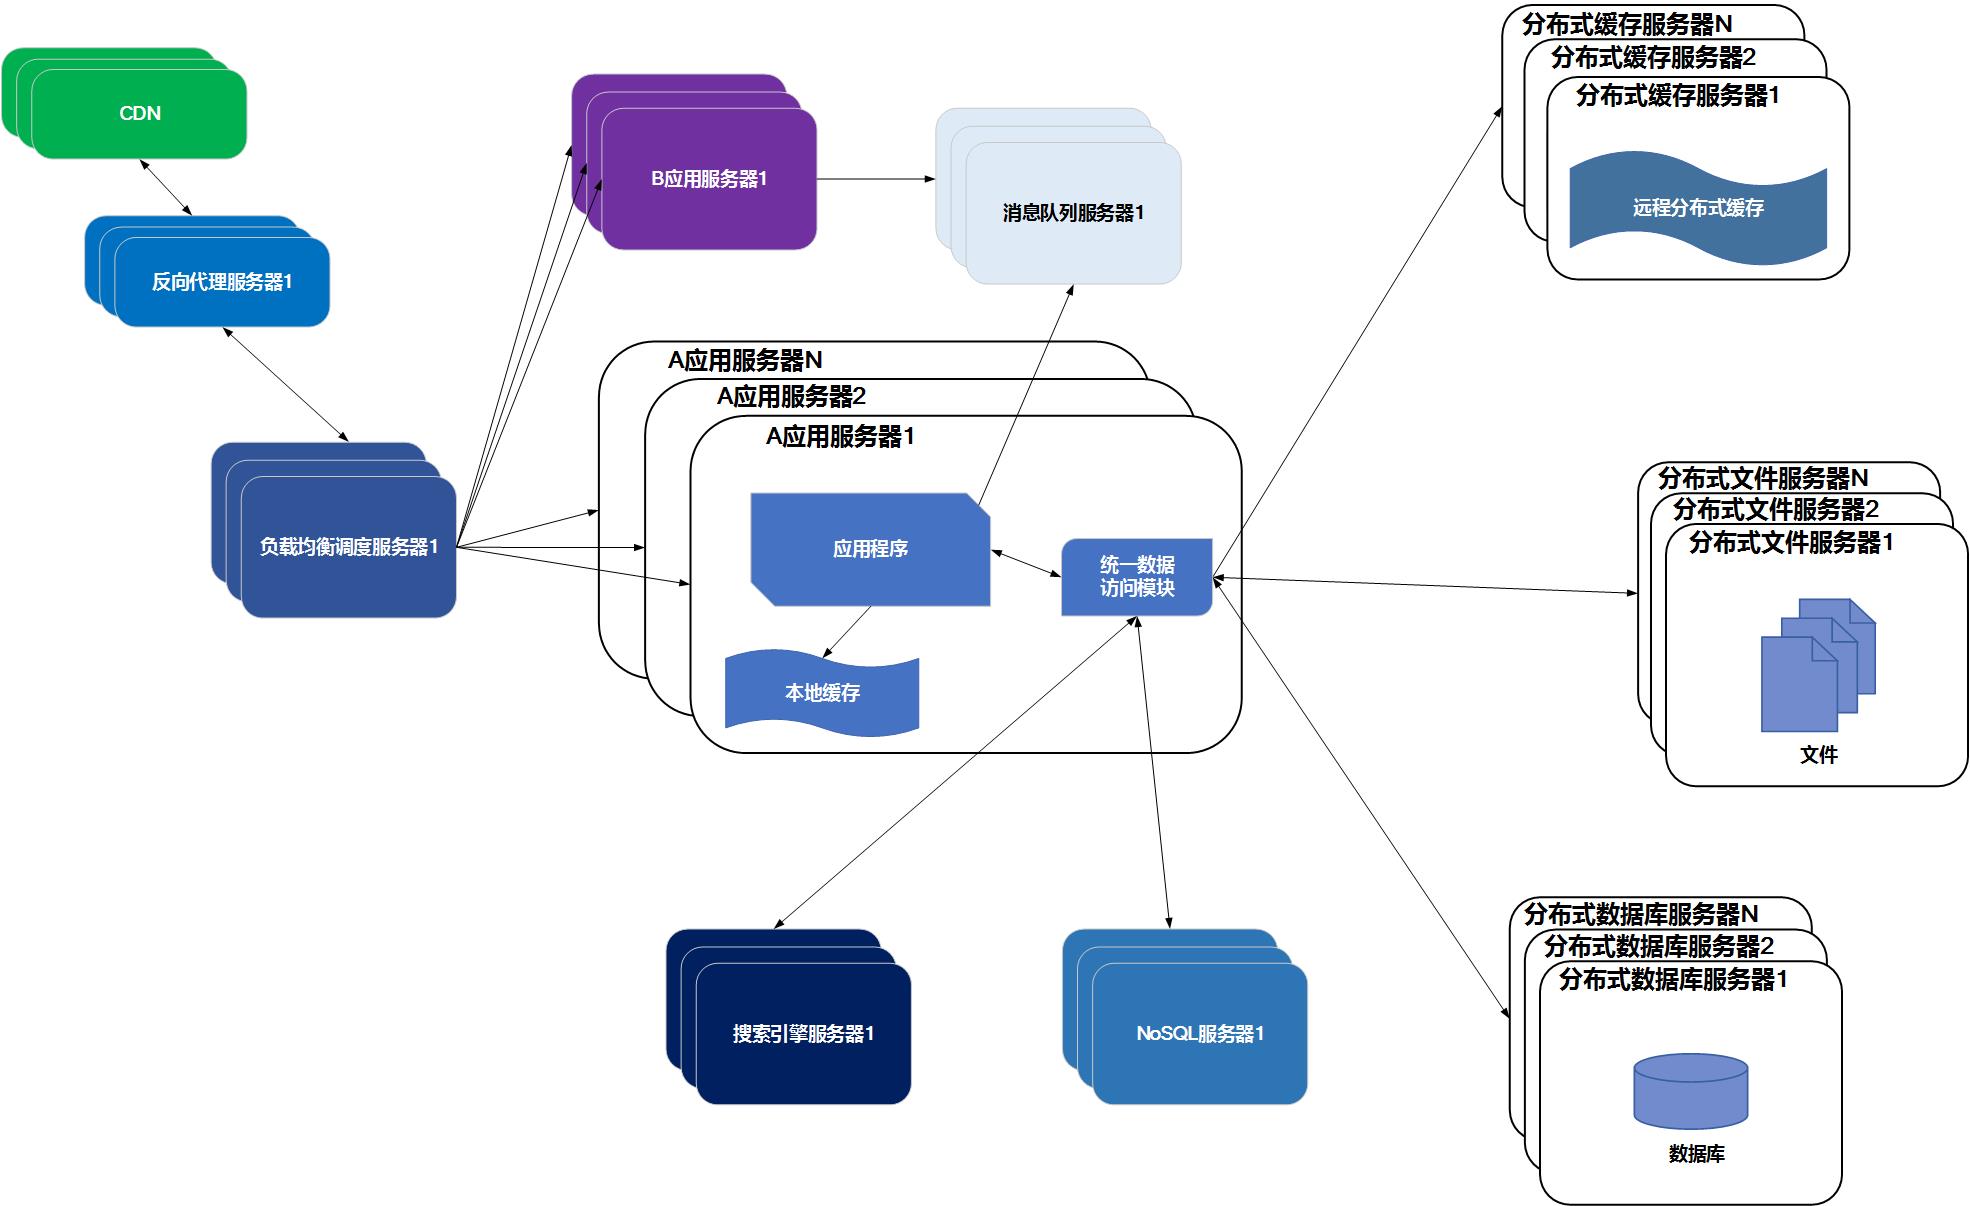 CDN
反向代理服务器1
负载均衡调度服务器1
B应用服务器1
消息队列服务器1
A应用服务器N
A应用服务器2
A应用服务器1
应用程序
统一数据
访问模块
本地缓存
搜索引擎服务器1
NoSQL服务器1
分布式缓存服务器N
分布式缓存服务器2
分布式缓存服务器1
远程分布式缓存
分布式文件服务器N
分布式文件服务器2
分布式文件服务器1
文件
分布式数据库服务器N
分布式数据库服务器2
分布式数据库服务器1
数据库